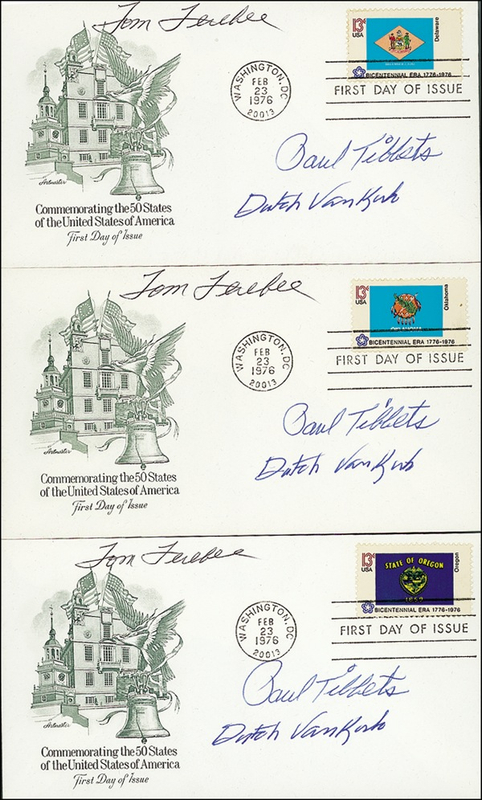 Tom Ferebee
13¢
USA
Delaware
BICENTENNIAL ERA 1776-1976
WASHINGTON, DC
FEB
23
1976
20013
FIRST DAY OF ISSUE
Paul Tibbets
Dutch VanKirk
Artmaster
Commemorating the 50 States
of the United States of America
First Day of Issue
Tom Ferebee
13¢
USA
Oklahoma
BICENTENNIAL ERA 1776-1976
WASHINGTON, DC
FEB
23
1976
20013
FIRST DAY OF ISSUE
Paul Tibbets
Dutch VanKirk
Artmaster
Commemorating the 50 States
of the United States of America
First Day of Issue
Tom Ferebee
13¢
USA
STATE OF OREGON
1859
Oregon
BICENTENNIAL ERA 1776-1976
WASHINGTON, DC
FEB
23
1976
20013
FIRST DAY OF ISSUE
Paul Tibbets
Dutch VanKirk
Artmaster
Commemorating the 50 States
of the United States of America
First Day of Issue